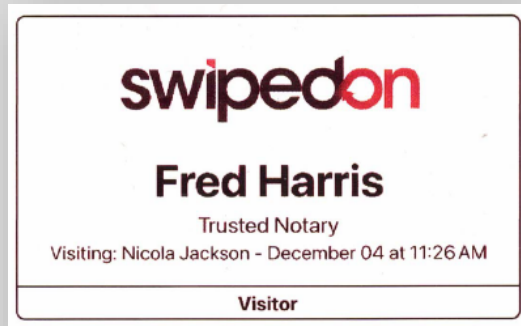 swipedon
Fred Harris
Trusted Notary
Visiting: Nicola Jackson - December 04 at 11:26 AM
Visitor